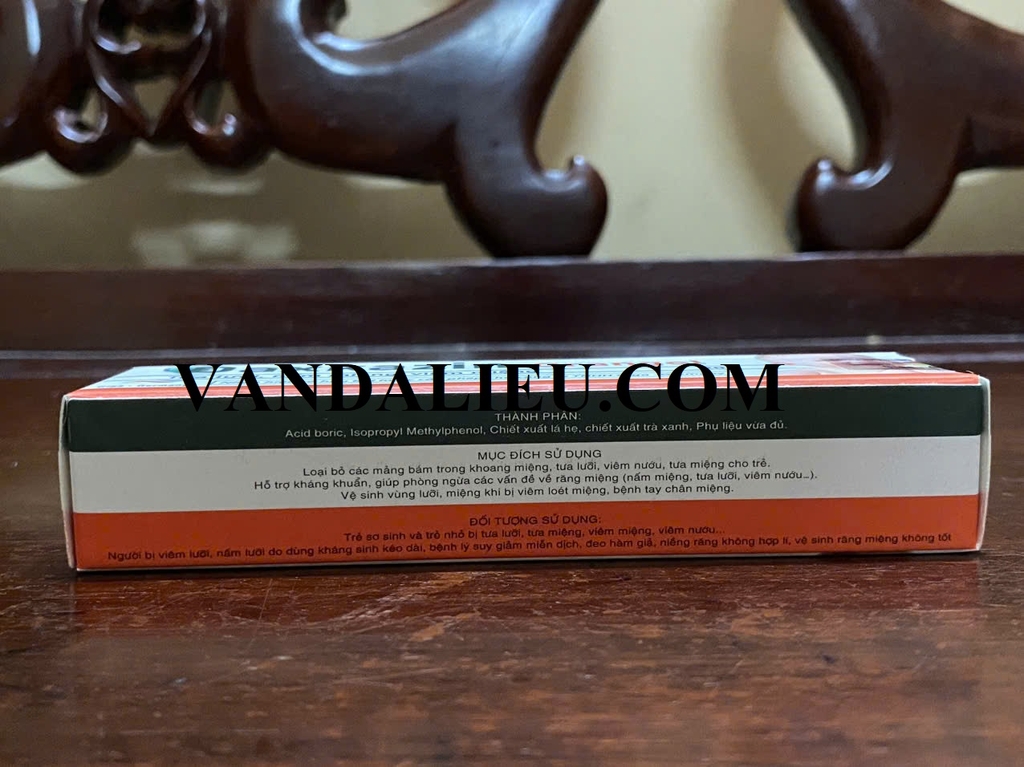 VANDALIEU.COM
THÀNH PHẦN:
Acid boric, Isopropyl Methylphenol, Chiết xuất lá hẹ, chiết xuất trà xanh, Phụ liệu vừa đủ.
MỤC ĐÍCH SỬ DỤNG
Loại bỏ các mảng bám trong khoang miệng, tưa lưỡi, viêm nướu, tưa miệng cho trẻ.
Hỗ trợ kháng khuẩn, giúp phòng ngừa các vấn đề về răng miệng (nấm miệng, tưa lưỡi, viêm nướu...).
Vệ sinh vùng lưỡi, miệng khi bị viêm loét miệng, bệnh tay chân miệng.
ĐỐI TƯỢNG SỬ DỤNG:
Trẻ sơ sinh và trẻ nhỏ bị tưa lưỡi, tưa miệng, viêm miệng, viêm nướu...
Người bị viêm lưỡi, nấm lưỡi do dùng kháng sinh kéo dài, bệnh lý suy giảm miễn dịch, đeo hàm giả, niềng răng không hợp lí, vệ sinh răng miệng không tốt